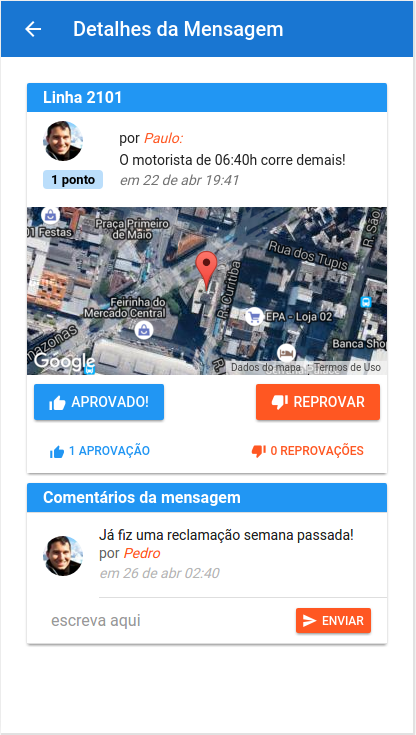 Detalhes da Mensagem
Linha 2101
por Paulo:
O motorista de 06:40h corre demais!
1 ponto
em 22 de abr 19:41
01 Festas
Praça Primeiro
de Maio
R. São
Rua dos Tupis
R. Curitiba
Feirinha do
Mercado Central
EPA - Loja 02
Banca Shop
mazonas
R.
Google
Dados do mapa
Termos de Uso
APROVADO!
REPROVAR
1 APROVAÇÃO
0 REPROVAÇÕES
Comentários da mensagem
Já fiz uma reclamação semana passada!
por Pedro
em 26 de abr 02:40
escreva aqui
ENVIAR